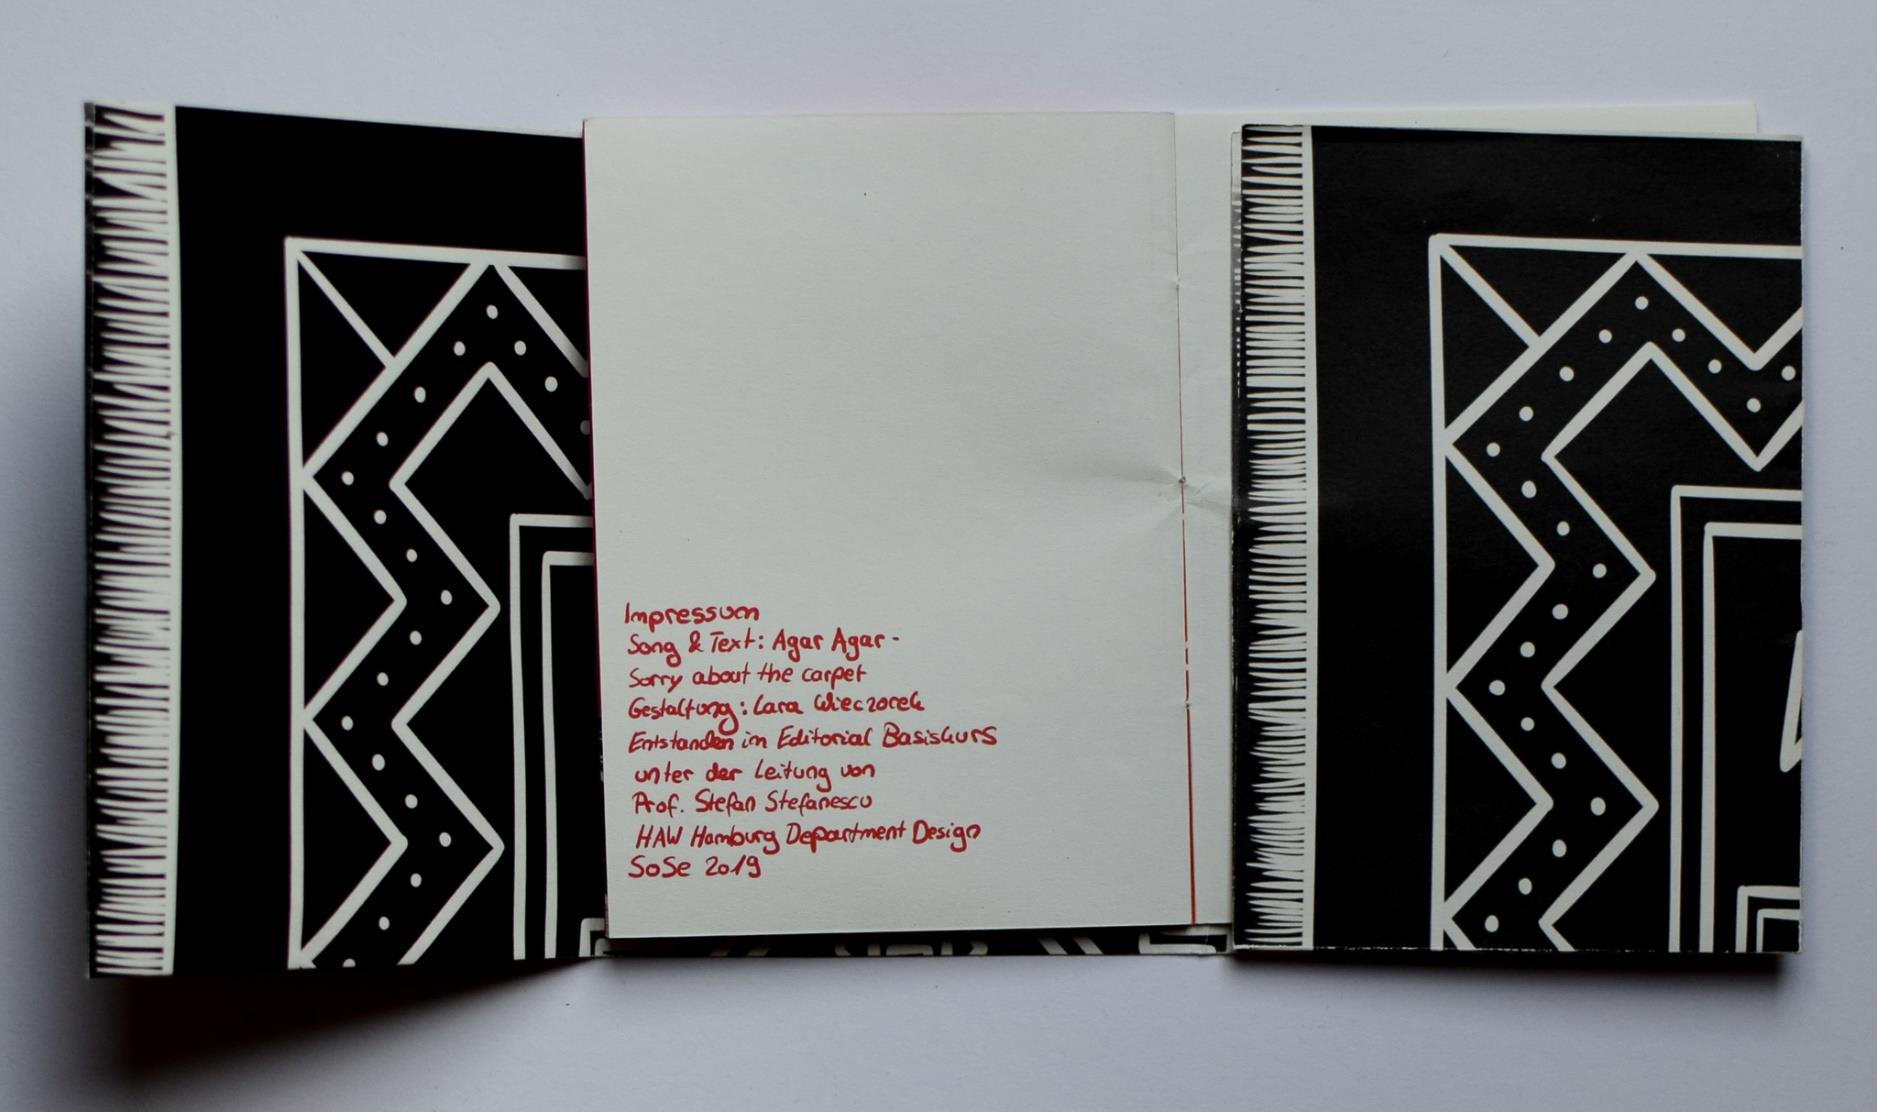 Impressum
Song & Text: Agar Agar -
Sorry about the carpet
Gestaltung: Lara Wieczorek
Entstanden im Editorial Basiskurs
unter der Leitung von
Prof. Stefan Stefanescu
HAW Hamburg Department Design
SoSe 2019